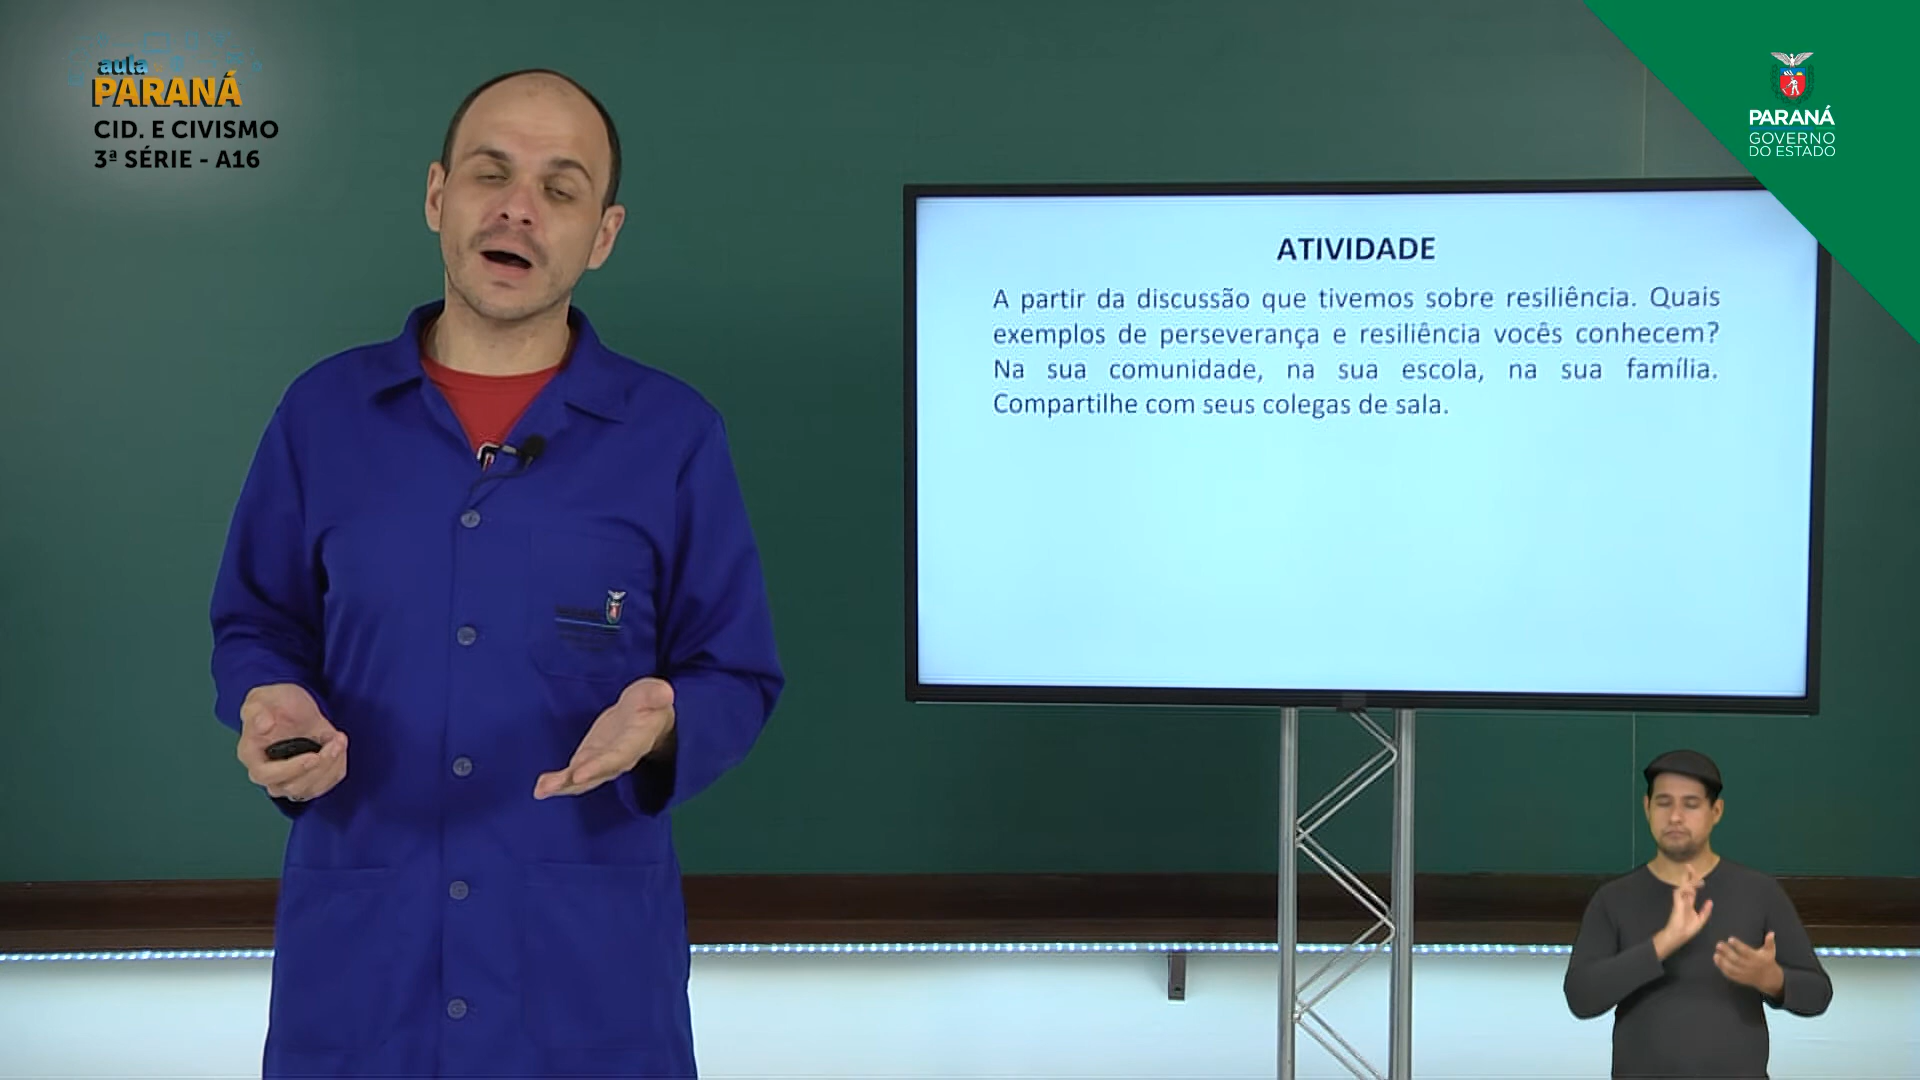 aula
PARANÁ
CID. E CIVISMO
3ª SÉRIE - A16
PARANÁ
GOVERNO
DO ESTADO
ATIVIDADE
A partir da discussão que tivemos sobre resiliência. Quais
exemplos de perseverança e resiliência vocês conhecem?
Na sua comunidade, na sua escola, na sua família.
Compartilhe com seus colegas de sala.